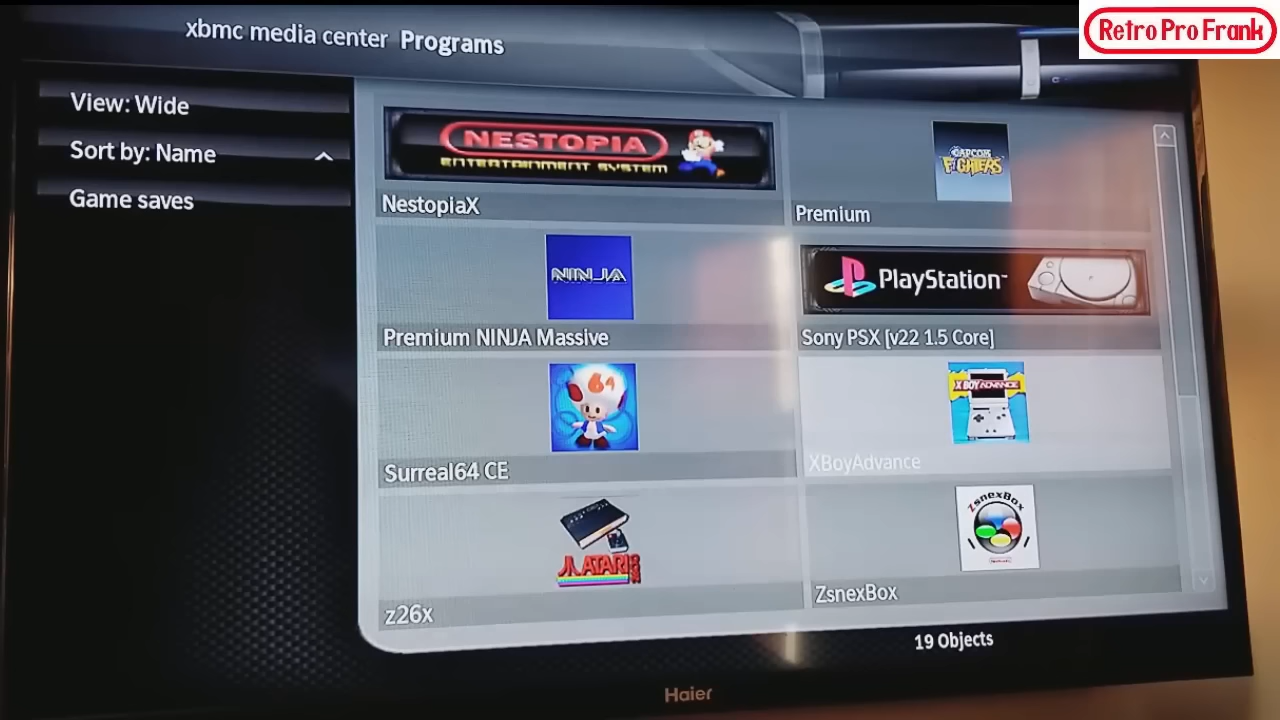 xbmc media center Programs
Retro Pro Frank
View: Wide
Sort by: Name
Game saves
NESTOPIA
ENTERTAINMENT SYSTEM
NestopiaX
CAPCOM
FIGHTERS
Premium
NINJA
Premium NINJA Massive
PlayStation™
Sony PSX [v22 1.5 Core]
64
Surreal64 CE
X BOY ADVANCE
XBoyAdvance
ATARI
z26x
ZsnexBox
ZsnexBox
19 Objects
Haier